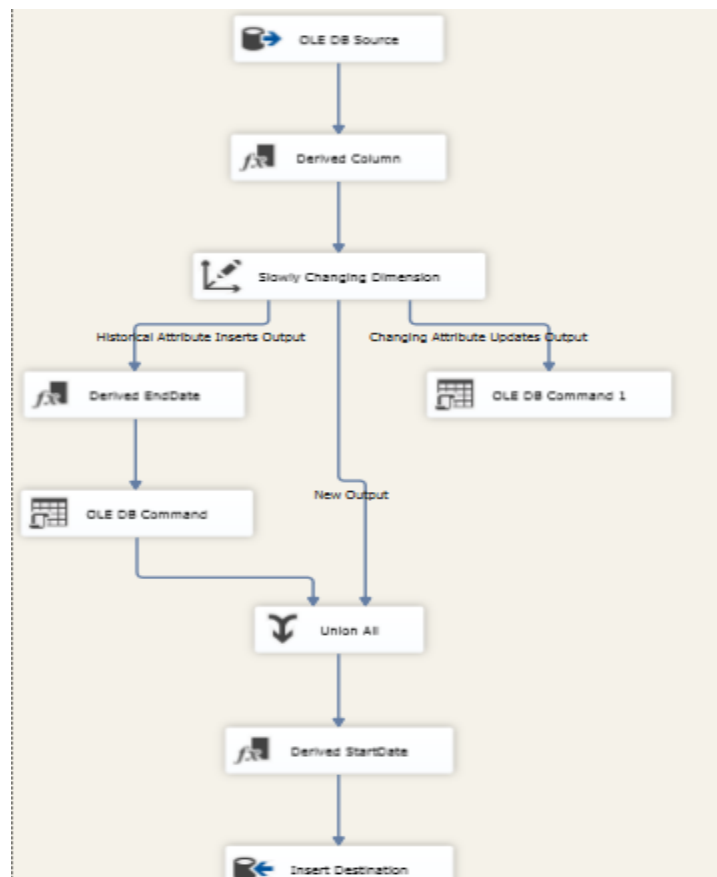 OLE DB Source
Derived Column
Slowly Changing Dimension
Historical Attribute Inserts Output
Changing Attribute Updates Output
Derived EndDate
OLE DB Command 1
New Output
OLE DB Command
Union All
Derived StartDate
Insert Destination